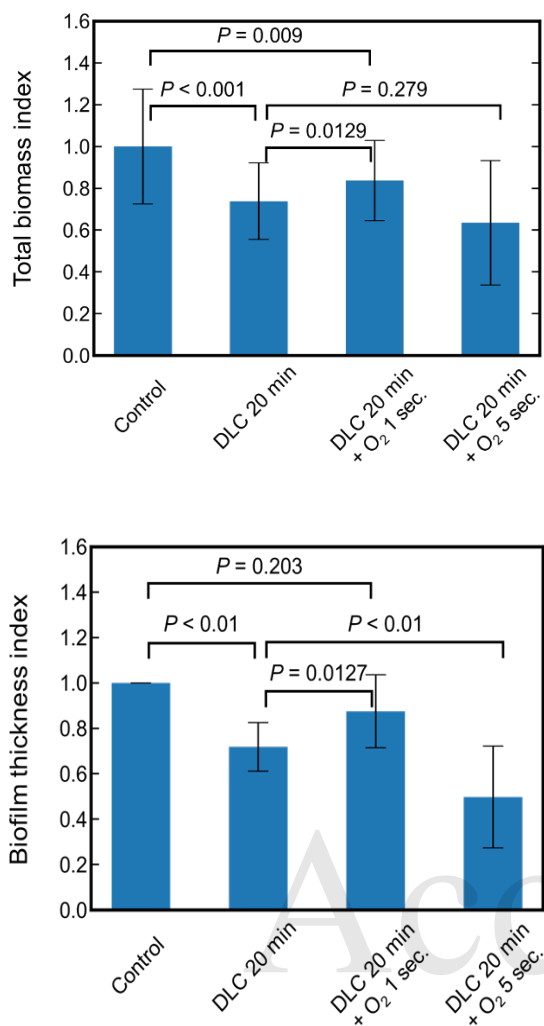 1.6
P = 0.009
1.4
1.2
P < 0.001
P = 0.279
P = 0.0129
1.0
0.8
0.6
0.4
0.2
0.0
Total biomass index
Control
DLC 20 min
DLC 20 min
+ O₂ 1 sec.
DLC 20 min
+ O₂ 5 sec.
1.6
P = 0.203
1.4
1.2
P < 0.01
P < 0.01
P = 0.0127
1.0
0.8
0.6
0.4
0.2
0.0
Biofilm thickness index
Control
DLC 20 min
DLC 20 min
+ O₂ 1 sec.
DLC 20 min
+ O₂ 5 sec.